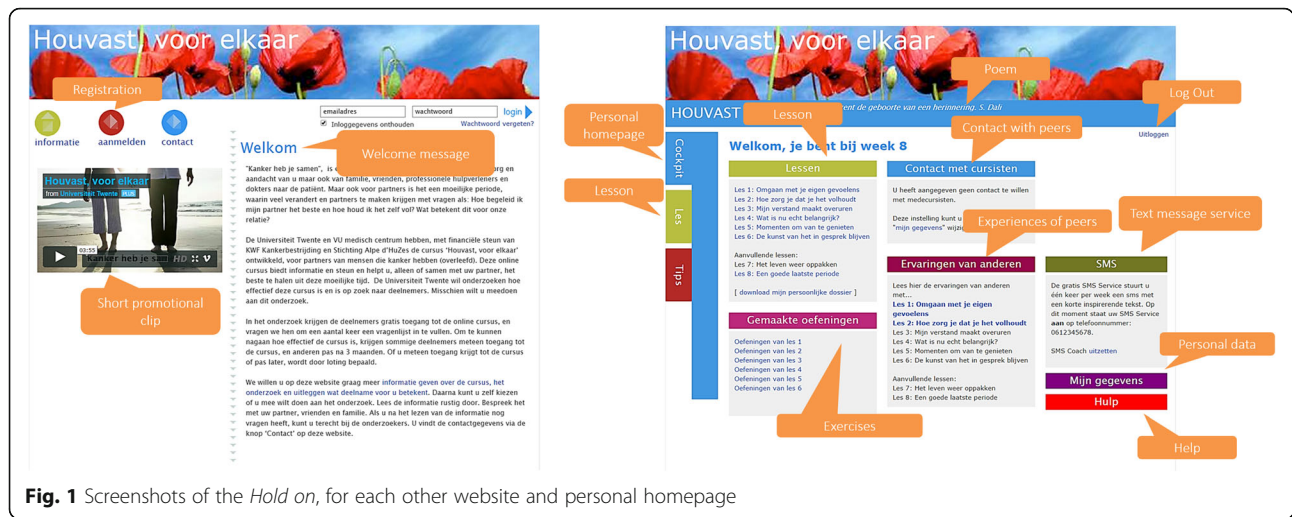 Houvast, voor elkaar
Registration
informatie
aanmelden
contact
emailadres
wachtwoord
login
Inloggegevens onthouden
Wachtwoord vergeten?
Houvast, voor elkaar
from Universiteit Twente PLUS
03:55
Kanker heb je sam
HD
Short promotional
clip
Welkom
Welcome message
"Kanker heb je samen", is
org en
aandacht van u maar ook van familie, vrienden, professionele hulpverleners en
dokters naar de patiënt. Maar ook voor partners is het een moeilijke periode,
waarin veel verandert en partners te maken krijgen met vragen als: Hoe begeleid ik
mijn partner het beste en hoe houd ik het zelf vol? Wat betekent dit voor onze
relatie?
De Universiteit Twente en VU medisch centrum hebben, met financiële steun van
KWF Kankerbestrijding en Stichting Alpe d'HuZes de cursus 'Houvast, voor elkaar'
ontwikkeld, voor partners van mensen die kanker hebben (overleefd). Deze online
cursus biedt informatie en steun en helpt u, alleen of samen met uw partner, het
beste te halen uit deze moeilijke tijd. De Universiteit Twente wil onderzoeken hoe
effectief deze cursus is en is op zoek naar deelnemers. Misschien wilt u meedoen
aan dit onderzoek.
In het onderzoek krijgen de deelnemers gratis toegang tot de online cursus, en
vragen we hen om een aantal keer een vragenlijst in te vullen. Om te kunnen
nagaan hoe effectief de cursus is, krijgen sommige deelnemers meteen toegang tot
de cursus, en anderen pas na 3 maanden. Of u meteen toegang krijgt tot de cursus
of pas later, wordt door loting bepaald.
We willen u op deze website graag meer informatie geven over de cursus, het
onderzoek en uitleggen wat deelname voor u betekent. Daarna kunt u zelf kiezen
of u mee wilt doen aan het onderzoek. Lees de informatie rustig door. Bespreek het
met uw partner, vrienden en familie. Als u na het lezen van de informatie nog
vragen heeft, kunt u terecht bij de onderzoekers. U vindt de contactgegevens via de
knop 'Contact' op deze website.
Houvast, voor elkaar
Poem
HOUVAST
ent de geboorte van een herinnering. S. Dali
Log Out
Uitloggen
Personal
homepage
Lesson
Cockpit
Les
Tips
Lesson
Contact with peers
Welkom, je bent bij week 8
Lessen
Les 1: Omgaan met je eigen gevoelens
Les 2: Hoe zorg je dat je het volhoudt
Les 3: Mijn verstand maakt overuren
Les 4: Wat is nu echt belangrijk?
Les 5: Momenten om van te genieten
Les 6: De kunst van het in gesprek blijven
Aanvullende lessen:
Les 7: Het leven weer oppakken
Les 8: Een goede laatste periode
[ download mijn persoonlijke dossier ]
Gemaakte oefeningen
Oefeningen van les 1
Oefeningen van les 2
Oefeningen van les 3
Oefeningen van les 4
Oefeningen van les 5
Oefeningen van les 6
Exercises
Contact met cursisten
U heeft aangegeven geen contact te willen
met medecursisten.
Deze instelling kunt u
"mijn gegevens" wijzig
Experiences of peers
Ervaringen van anderen
Lees hier de ervaringen van anderen
met...
Les 1: Omgaan met je eigen
gevoelens
Les 2: Hoe zorg je dat je het volhoudt
Les 3: Mijn verstand maakt overuren
Les 4: Wat is nu echt belangrijk?
Les 5: Momenten om van te genieten
Les 6: De kunst van het in gesprek blijven
Aanvullende lessen:
Les 7: Het leven weer oppakken
Les 8: Een goede laatste periode
Text message service
SMS
De gratis SMS Service stuurt u
één keer per week een sms met
een korte inspirerende tekst. Op
dit moment staat uw SMS Service
aan op telefoonnummer:
0612345678.
SMS Coach uitzetten
Personal data
Mijn gegevens
Hulp
Help
Fig. 1 Screenshots of the Hold on, for each other website and personal homepage